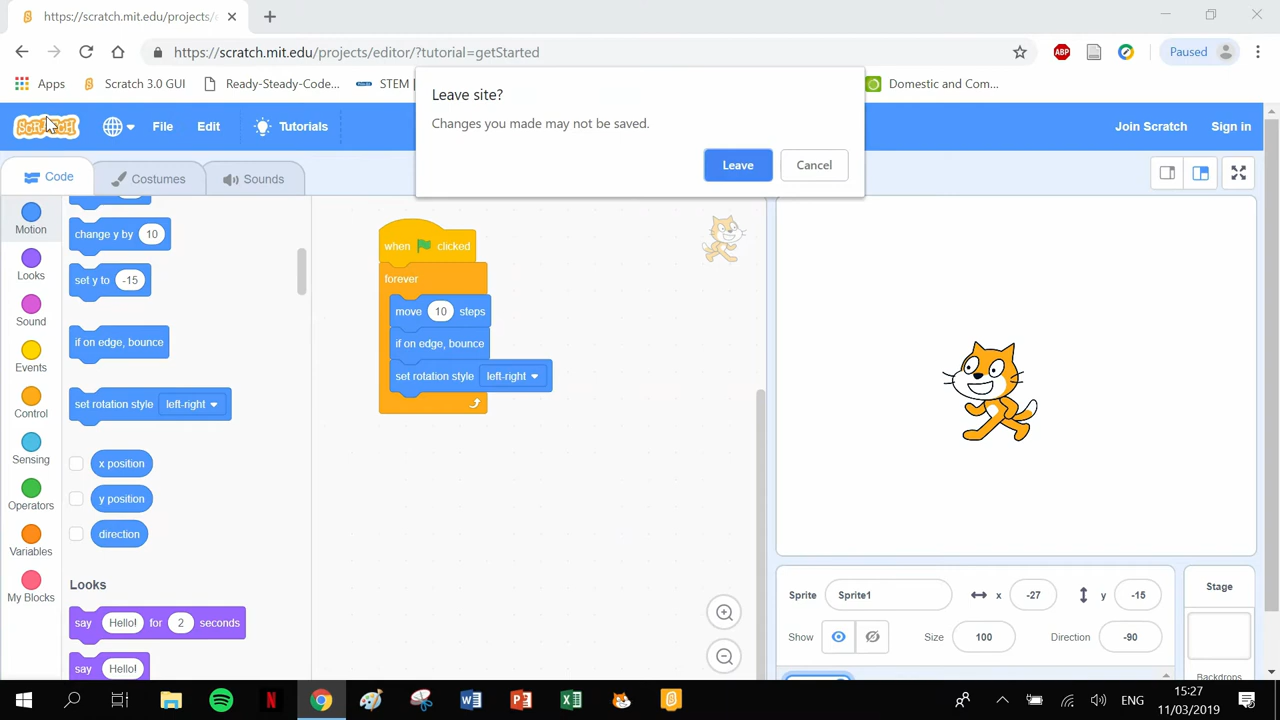 https://scratch.mit.edu/projects/e
https://scratch.mit.edu/projects/editor/?tutorial=getStarted
ABP
Paused
Apps
Scratch 3.0 GUI
Ready-Steady-Code...
STEM
Domestic and Com...
Leave site?
Changes you made may not be saved.
Leave
Cancel
SCRATCH
File
Edit
Tutorials
Join Scratch
Sign in
Code
Costumes
Sounds
Motion
Looks
Sound
Events
Control
Sensing
Operators
Variables
My Blocks
change y by 10
set y to -15
if on edge, bounce
set rotation style left-right
x position
y position
direction
Looks
say Hello! for 2 seconds
say Hello!
when clicked
forever
move 10 steps
if on edge, bounce
set rotation style left-right
Sprite Sprite1 x -27 y -15
Show Size 100 Direction -90
Stage
Backdrops
ENG
15:27
11/03/2019